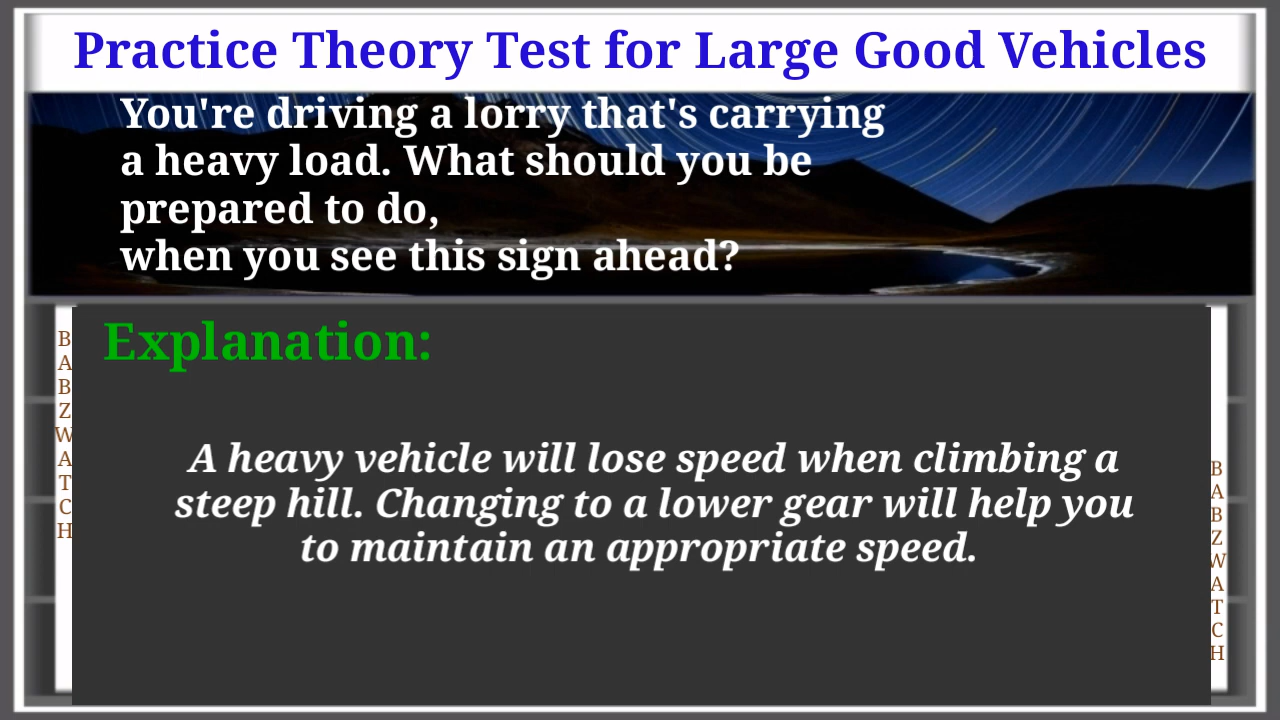 Practice Theory Test for Large Good Vehicles
You're driving a lorry that's carrying
a heavy load. What should you be
prepared to do,
when you see this sign ahead?
Explanation:
A heavy vehicle will lose speed when climbing a
steep hill. Changing to a lower gear will help you
to maintain an appropriate speed.
B
A
B
Z
W
A
T
C
H
B
A
B
Z
W
A
T
C
H